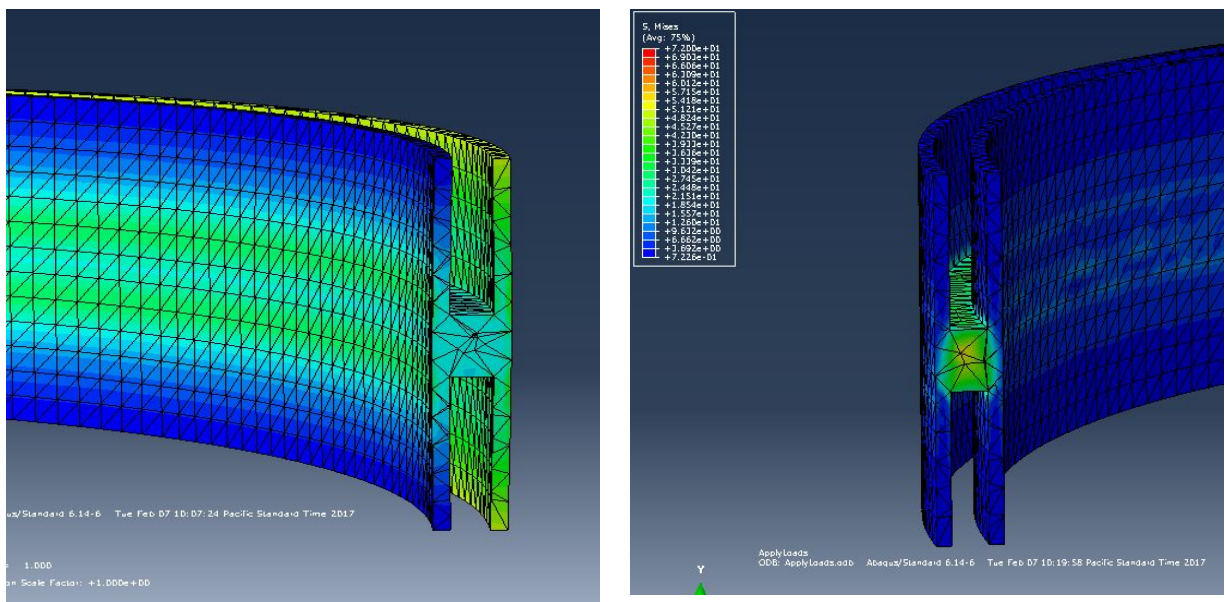 us/Standard 6.14-6 Tue Feb 07 10:07:24 Pacific Standard Time 2017
1.000
n Scale Factor: +1.000e+00
S, Mises
(Avg: 75%)
+7.200e+01
+6.903e+01
+6.606e+01
+6.309e+01
+6.012e+01
+5.715e+01
+5.418e+01
+5.121e+01
+4.824e+01
+4.527e+01
+4.230e+01
+3.933e+01
+3.636e+01
+3.339e+01
+3.042e+01
+2.745e+01
+2.448e+01
+2.151e+01
+1.854e+01
+1.557e+01
+1.260e+01
+9.632e+00
+6.662e+00
+3.692e+00
+7.226e-01
ApplyLoads
ODB: ApplyLoads.odb Abaqus/Standard 6.14-6 Tue Feb 07 10:19:58 Pacific Standard Time 2017
Y